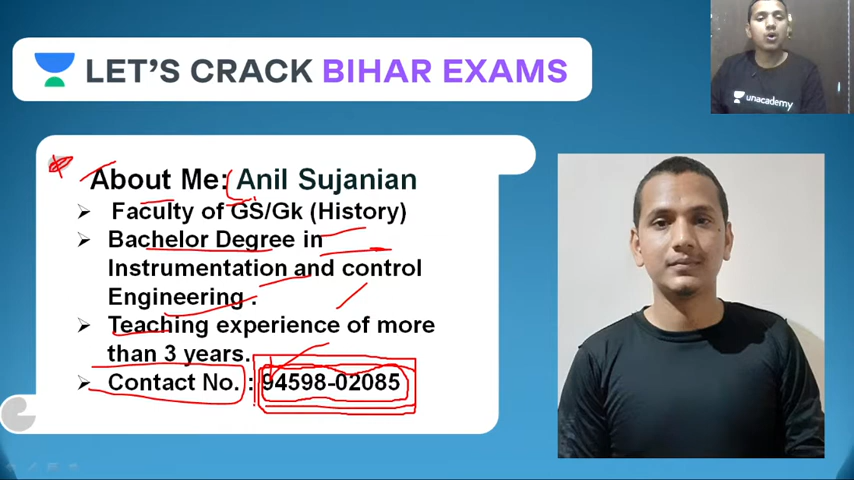 LET'S CRACK BIHAR EXAMS
unacademy
About Me: Anil Sujanian
Faculty of GS/Gk (History)
Bachelor Degree in
Instrumentation and control
Engineering .
Teaching experience of more
than 3 years.
Contact No. : 94598-02085